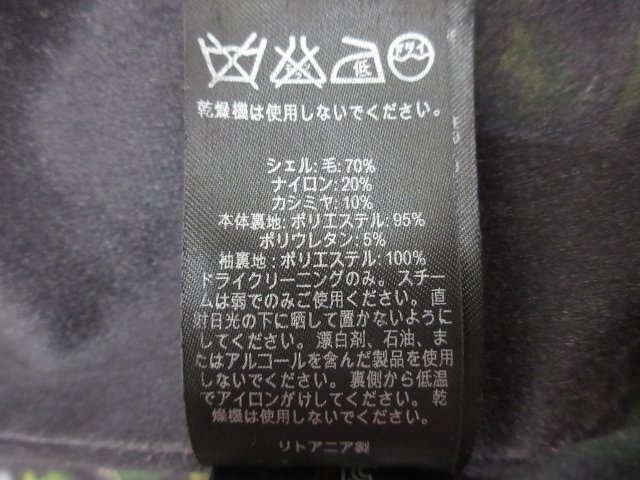 低
ドライ
乾燥機は使用しないでください。
シェル: 毛: 70%
ナイロン: 20%
カシミヤ: 10%
本体裏地: ポリエステル: 95%
ポリウレタン: 5%
袖裏地: ポリエステル: 100%
ドライクリーニングのみ。スチー
ムは弱でのみご使用ください。直
射日光の下に晒して置かないように
してください。漂白剤、石油、ま
たはアルコールを含んだ製品を使用
しないでください。裏側から低温
でアイロンがけしてください。乾
燥機は使用しないでください。
リトアニア製